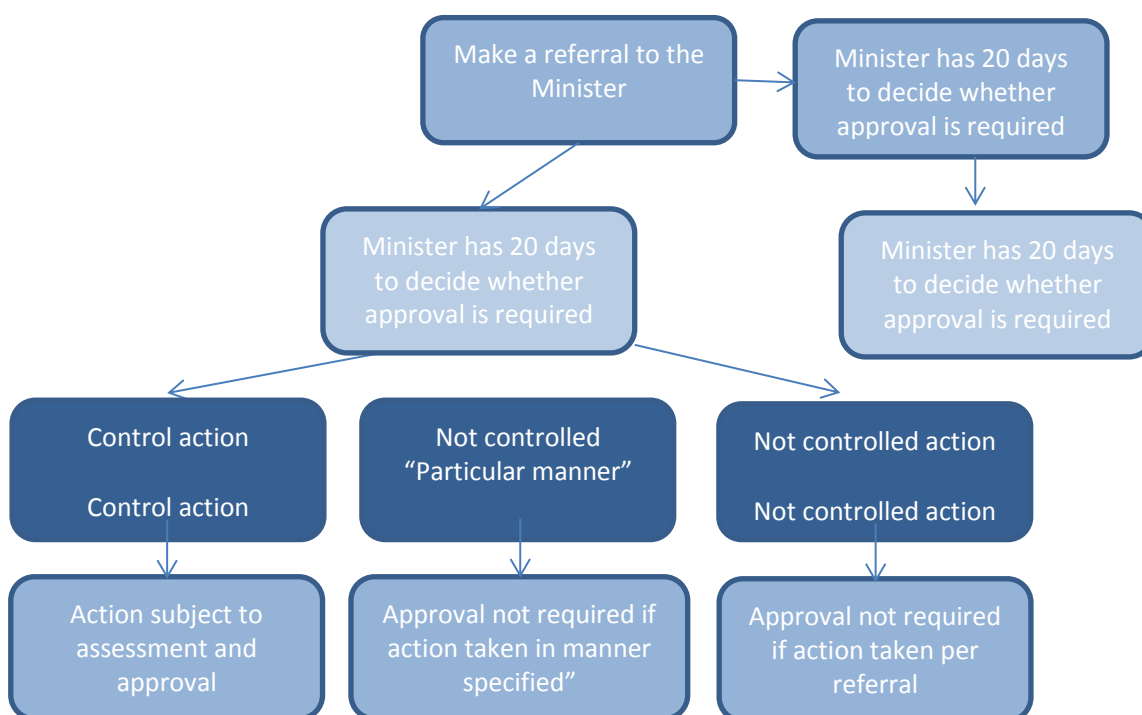 Make a referral to the
Minister
Minister has 20 days
to decide whether
approval is required
Minister has 20 days
to decide whether
approval is required
Minister has 20 days
to decide whether
approval is required
Control action
Control action
Not controlled
“Particular manner”
Not controlled action
Not controlled action
Action subject to
assessment and
approval
Approval not required if
action taken in manner
specified”
Approval not required
if action taken per
referral